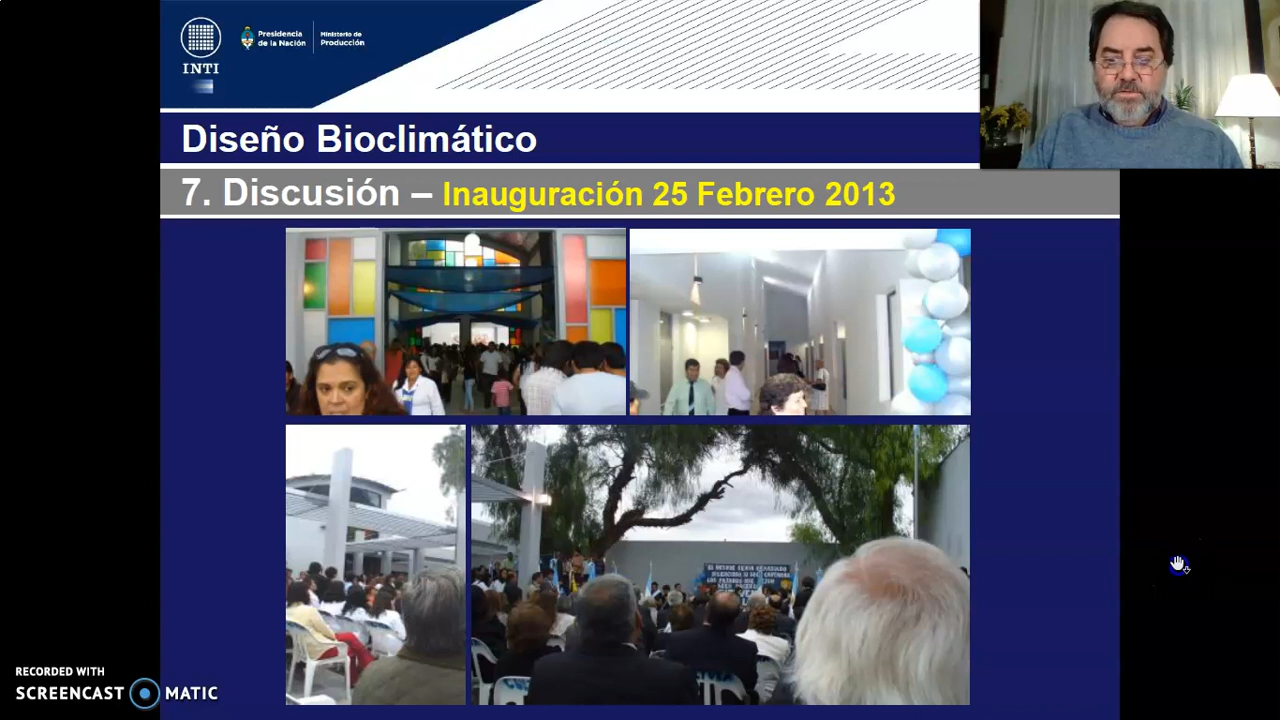 INTI
Presidencia
de la Nación
Ministerio de
Producción
Diseño Bioclimático
7. Discusión – Inauguración 25 Febrero 2013
RECORDED WITH
SCREENCAST MATIC